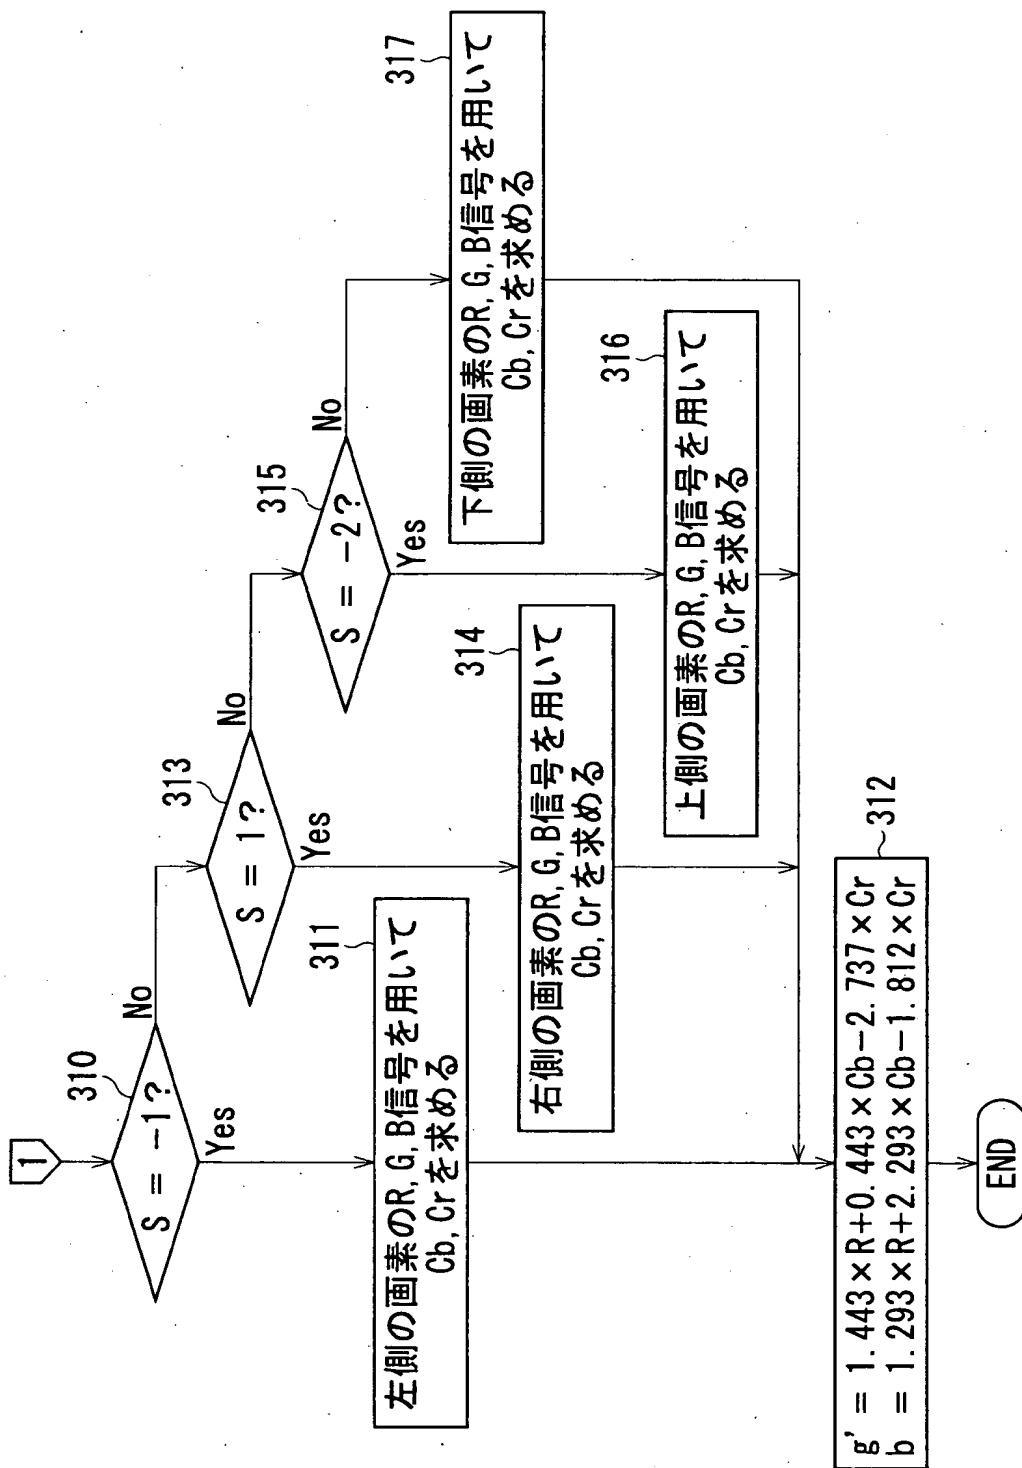 1
310
S = -1?
No
Yes
311
左側の画素のR, G, B信号を用いて
Cb, Crを求める
313
S = 1?
No
Yes
314
右側の画素のR, G, B信号を用いて
Cb, Crを求める
315
S = -2?
No
Yes
316
上側の画素のR, G, B信号を用いて
Cb, Crを求める
317
下側の画素のR, G, B信号を用いて
Cb, Crを求める
312
g' = 1.443×R+0.443×Cb-2.737×Cr
b = 1.293×R+2.293×Cb-1.812×Cr
END